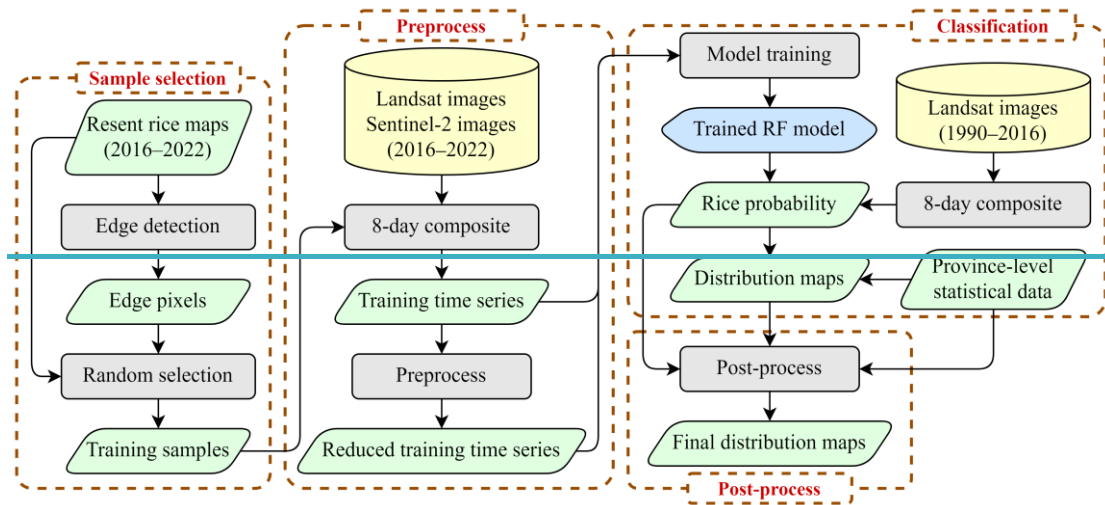 Sample selection
Resent rice maps
(2016–2022)
Edge detection
Edge pixels
Random selection
Training samples
Preprocess
Landsat images
Sentinel-2 images
(2016–2022)
8-day composite
Training time series
Preprocess
Reduced training time series
Classification
Model training
Trained RF model
Landsat images
(1990–2016)
Rice probability
8-day composite
Distribution maps
Province-level
statistical data
Post-process
Final distribution maps
Post-process